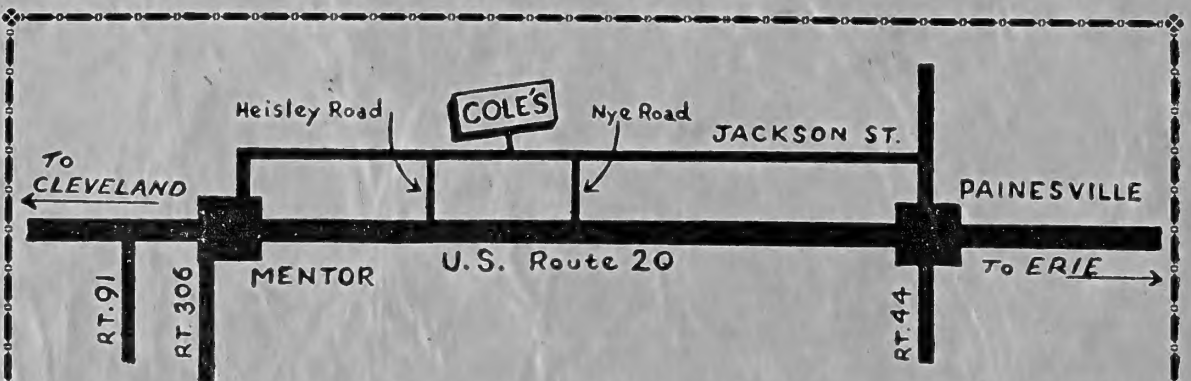 COLE'S
Heisley Road
Nye Road
JACKSON ST.
TO
CLEVELAND
PAINESVILLE
MENTOR
U.S. Route 20
TO ERIE
RT. 91
RT. 306
RT. 44